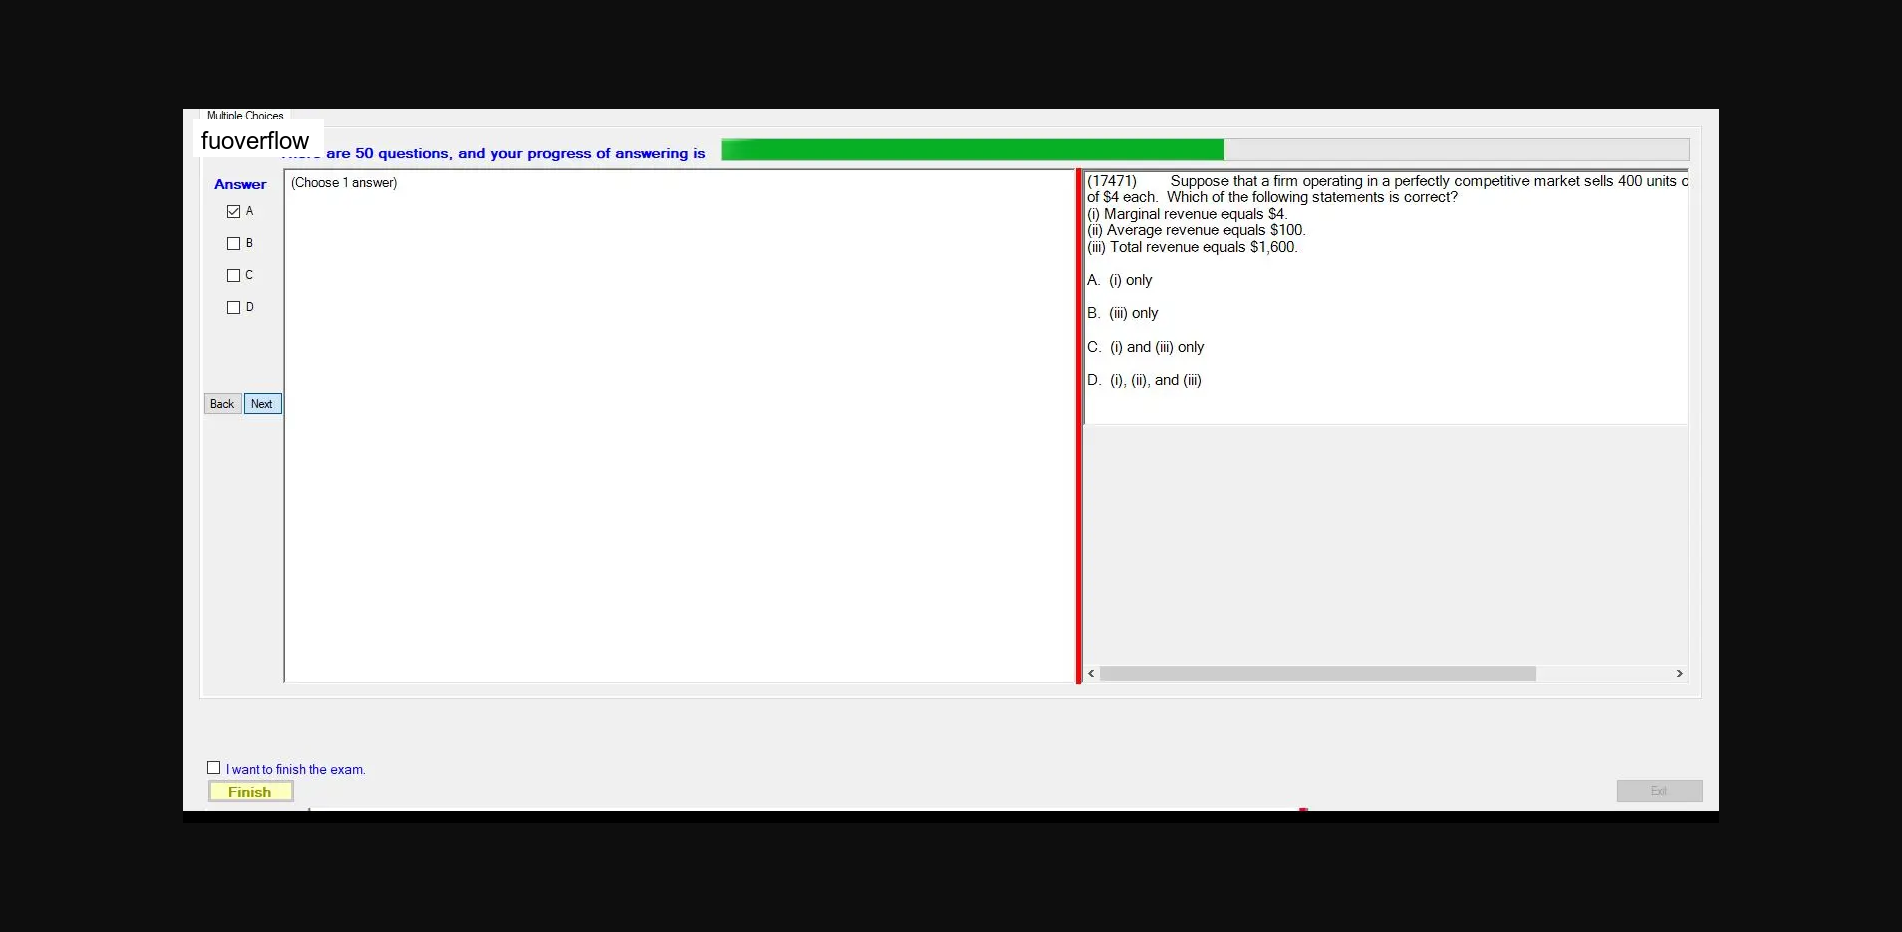 Multiple Choices
fuoverflow
are 50 questions, and your progress of answering is
Answer
A
B
C
D
Back Next
(Choose 1 answer)
(17471) Suppose that a firm operating in a perfectly competitive market sells 400 units
of $4 each. Which of the following statements is correct?
(i) Marginal revenue equals $4.
(ii) Average revenue equals $100.
(iii) Total revenue equals $1,600.
A. (i) only
B. (iii) only
C. (i) and (iii) only
D. (i), (ii), and (iii)
I want to finish the exam.
Finish
Exit